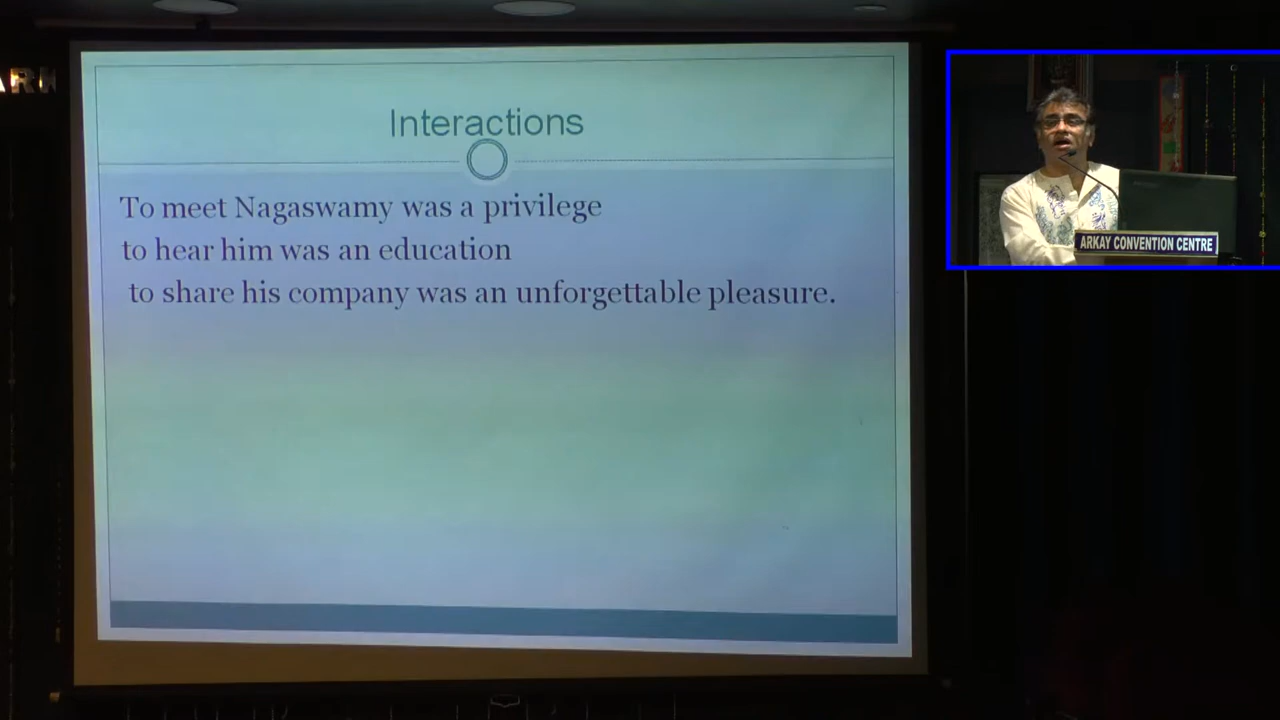 Interactions
To meet Nagaswamy was a privilege
to hear him was an education
to share his company was an unforgettable pleasure.
ARKAY CONVENTION CENTRE
ARK